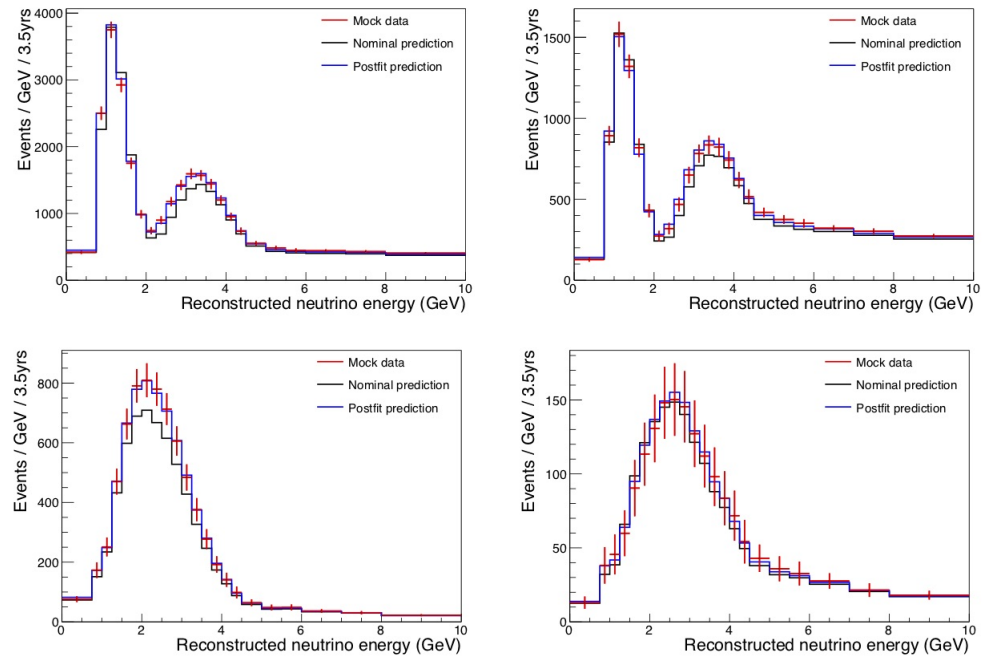 Events / GeV / 3.5yrs
4000
3000
2000
1000
0
Mock data
Nominal prediction
Postfit prediction
0 2 4 6 8 10
Reconstructed neutrino energy (GeV)
Events / GeV / 3.5yrs
1500
1000
500
0
Mock data
Nominal prediction
Postfit prediction
0 2 4 6 8 10
Reconstructed neutrino energy (GeV)
Events / GeV / 3.5yrs
800
600
400
200
0
Mock data
Nominal prediction
Postfit prediction
0 2 4 6 8 10
Reconstructed neutrino energy (GeV)
Events / GeV / 3.5yrs
150
100
50
0
Mock data
Nominal prediction
Postfit prediction
0 2 4 6 8 10
Reconstructed neutrino energy (GeV)